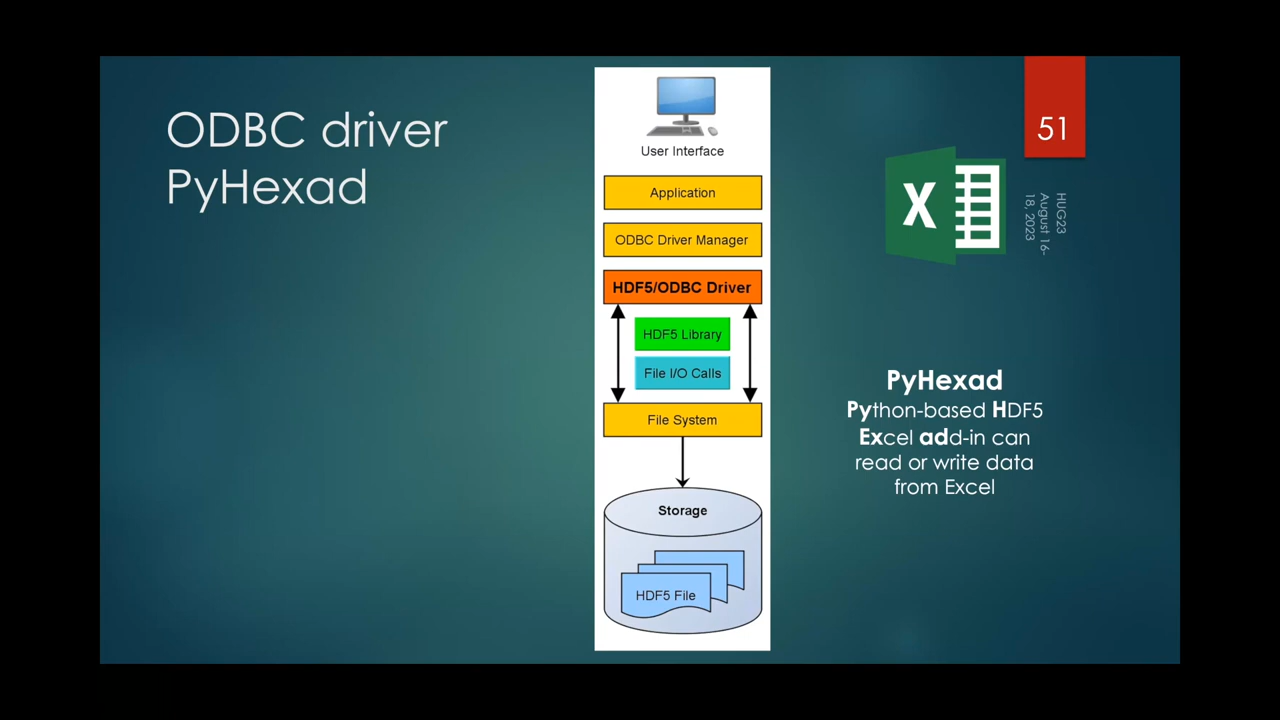 ODBC driver
PyHexad
User Interface
Application
ODBC Driver Manager
HDF5/ODBC Driver
HDF5 Library
File I/O Calls
File System
Storage
HDF5 File
51
HUG23
August 16-
18, 2023
X
PyHexad
Python-based HDF5
Excel add-in can
read or write data
from Excel